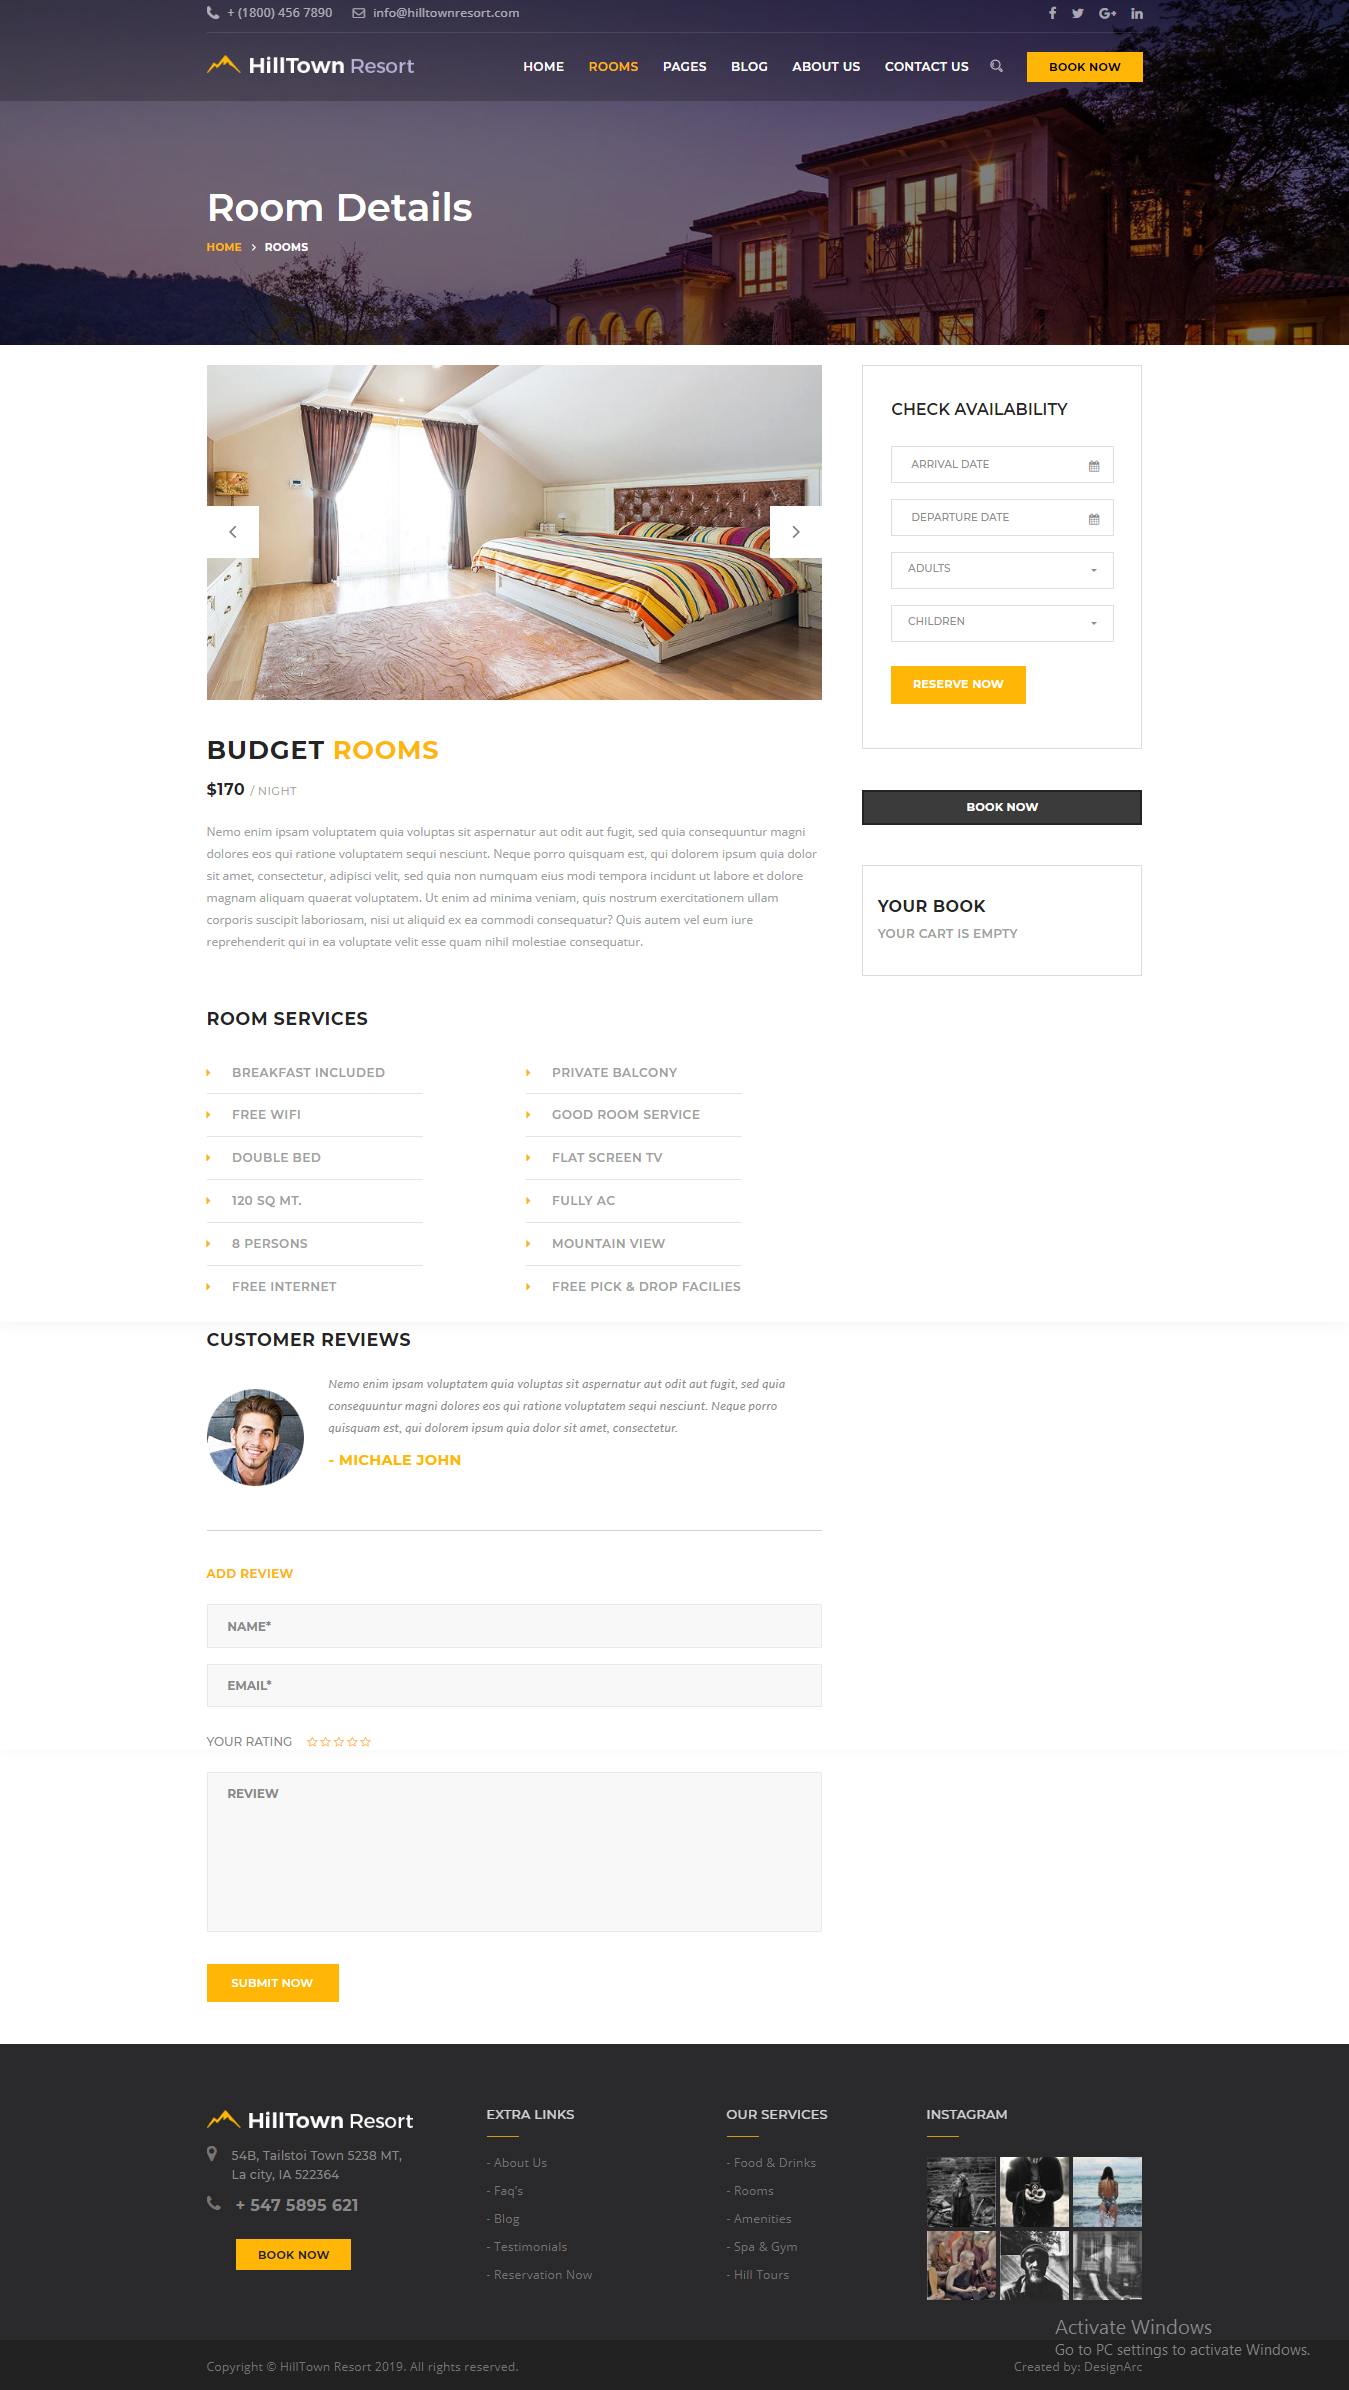 + (1800) 456 7890 info@hilltownresort.com
HillTown Resort
HOME ROOMS PAGES BLOG ABOUT US CONTACT US BOOK NOW
Room Details
HOME > ROOMS
CHECK AVAILABILITY
ARRIVAL DATE
DEPARTURE DATE
ADULTS
CHILDREN
RESERVE NOW
BOOK NOW
YOUR BOOK
YOUR CART IS EMPTY
BUDGET ROOMS
$170 / NIGHT
Nemo enim ipsam voluptatem quia voluptas sit aspernatur aut odit aut fugit, sed quia consequuntur magni
dolores eos qui ratione voluptatem sequi nesciunt. Neque porro quisquam est, qui dolorem ipsum quia dolor
sit amet, consectetur, adipisci velit, sed quia non numquam eius modi tempora incidunt ut labore et dolore
magnam aliquam quaerat voluptatem. Ut enim ad minima veniam, quis nostrum exercitationem ullam
corporis suscipit laboriosam, nisi ut aliquid ex ea commodi consequatur? Quis autem vel eum iure
reprehenderit qui in ea voluptate velit esse quam nihil molestiae consequatur.
ROOM SERVICES
BREAKFAST INCLUDED
FREE WIFI
DOUBLE BED
120 SQ MT.
8 PERSONS
FREE INTERNET
PRIVATE BALCONY
GOOD ROOM SERVICE
FLAT SCREEN TV
FULLY AC
MOUNTAIN VIEW
FREE PICK & DROP FACILIES
CUSTOMER REVIEWS
Nemo enim ipsam voluptatem quia voluptas sit aspernatur aut odit aut fugit, sed quia
consequuntur magni dolores eos qui ratione voluptatem sequi nesciunt. Neque porro
quisquam est, qui dolorem ipsum quia dolor sit amet, consectetur.
- MICHALE JOHN
ADD REVIEW
NAME*
EMAIL*
YOUR RATING
REVIEW
SUBMIT NOW
HillTown Resort
54B, Tailstoi Town 5238 MT,
La city, IA 522364
+ 547 5895 621
BOOK NOW
EXTRA LINKS
- About Us
- Faq's
- Blog
- Testimonials
- Reservation Now
OUR SERVICES
- Food & Drinks
- Rooms
- Amenities
- Spa & Gym
- Hill Tours
INSTAGRAM
Activate Windows
Go to PC settings to activate Windows.
Copyright © HillTown Resort 2019. All rights reserved.
Created by: DesignArc